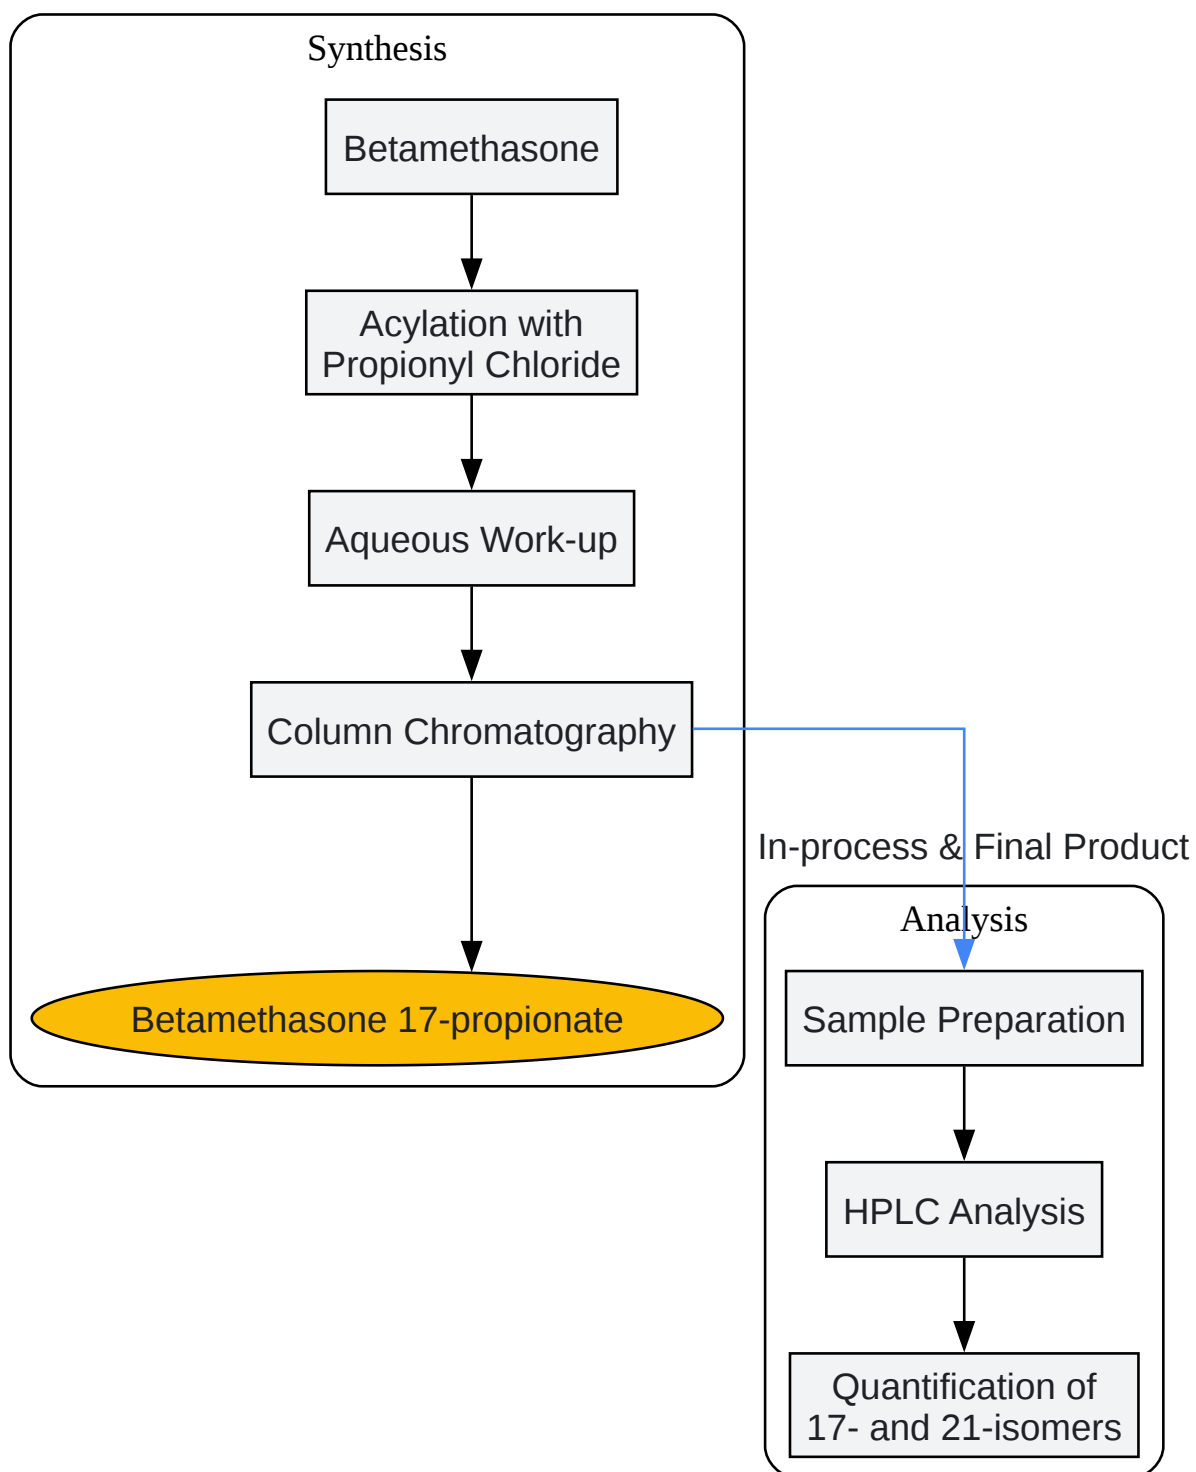 Synthesis
Betamethasone
Acylation with
Propionyl Chloride
Aqueous Work-up
Column Chromatography
Betamethasone 17-propionate
In-process & Final Product
Analysis
Sample Preparation
HPLC Analysis
Quantification of
17- and 21-isomers